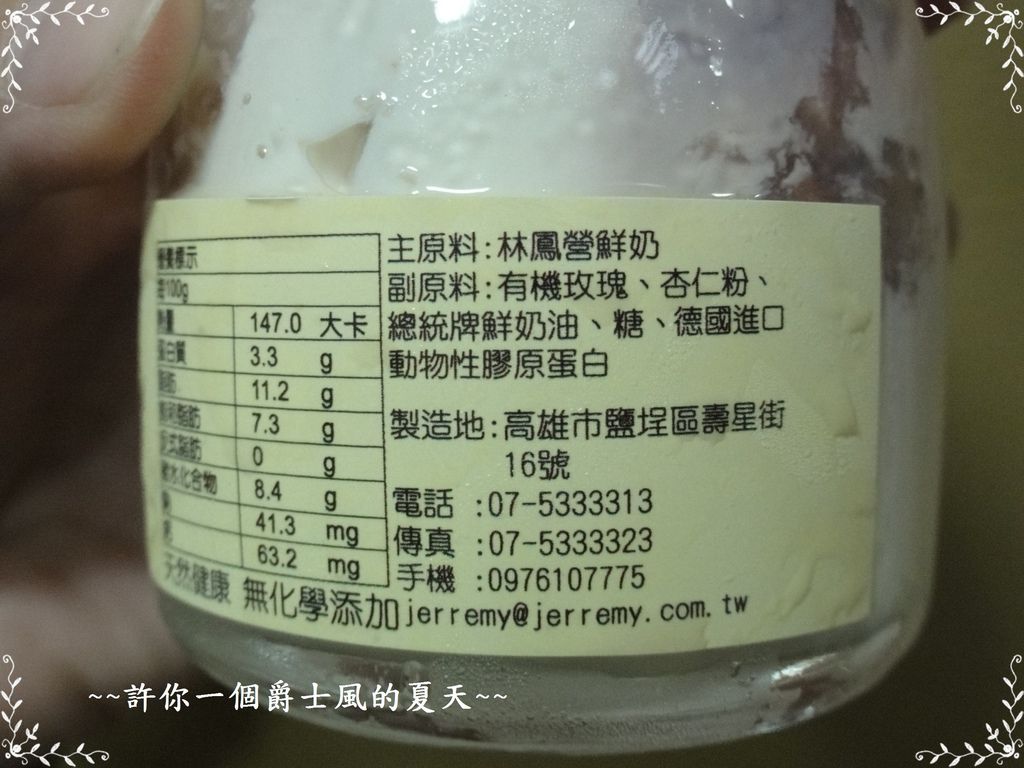 營養標示
每100g
熱量 147.0 大卡
蛋白質 3.3 g
脂肪 11.2 g
飽和脂肪 7.3 g
反式脂肪 0 g
碳水化合物 8.4 g
鈉 41.3 mg
鈣 63.2 mg
天然健康 無化學添加
主原料:林鳳營鮮奶
副原料:有機玫瑰、杏仁粉、
總統牌鮮奶油、糖、德國進口
動物性膠原蛋白
製造地:高雄市鹽埕區壽星街
16號
電話 :07-5333313
傳真 :07-5333323
手機 :0976107775
jerremy@jerremy.com.tw
~~許你一個爵士風的夏天~~